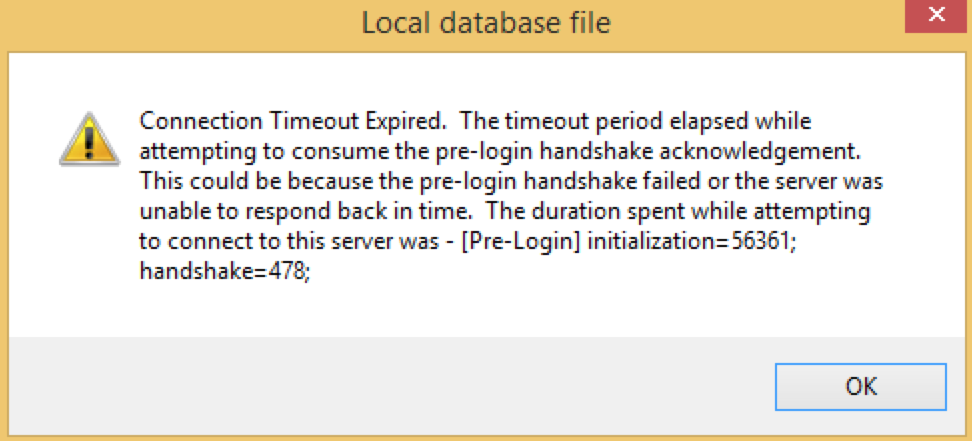 Local database file
Connection Timeout Expired.  The timeout period elapsed while
attempting to consume the pre-login handshake acknowledgement.
This could be because the pre-login handshake failed or the server was
unable to respond back in time.  The duration spent while attempting
to connect to this server was - [Pre-Login] initialization=56361;
handshake=478;
OK